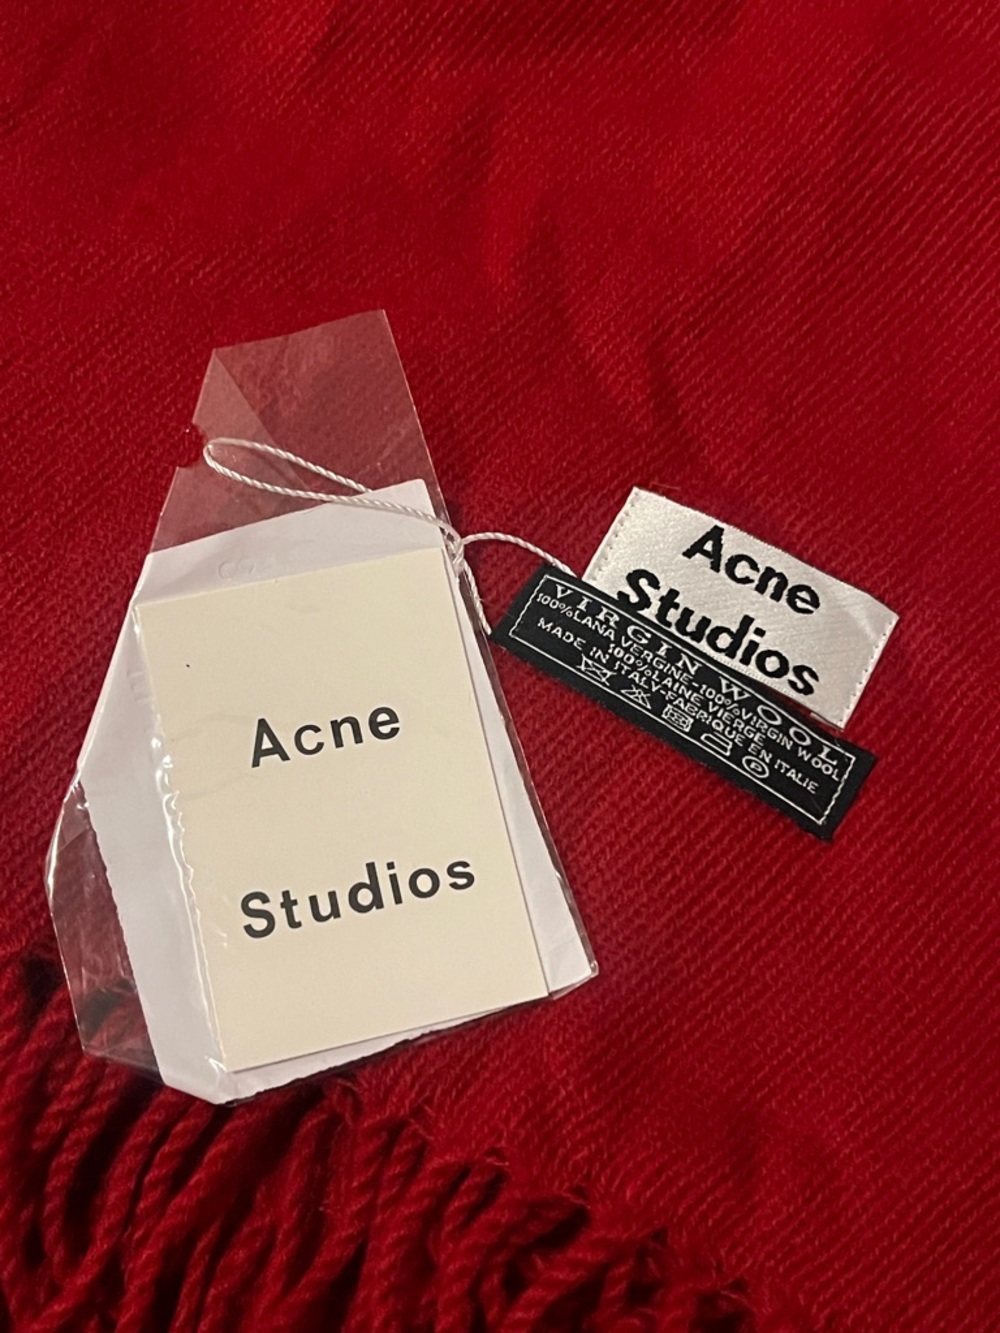 Acne
Studios
Acne
Studios
VIRGIN WOOL
100%LANA VERGINE-100%VIRGIN WOOL
100%LAINE VIERGE
MADE IN ITALY-FABRIQUE EN ITALIE
P